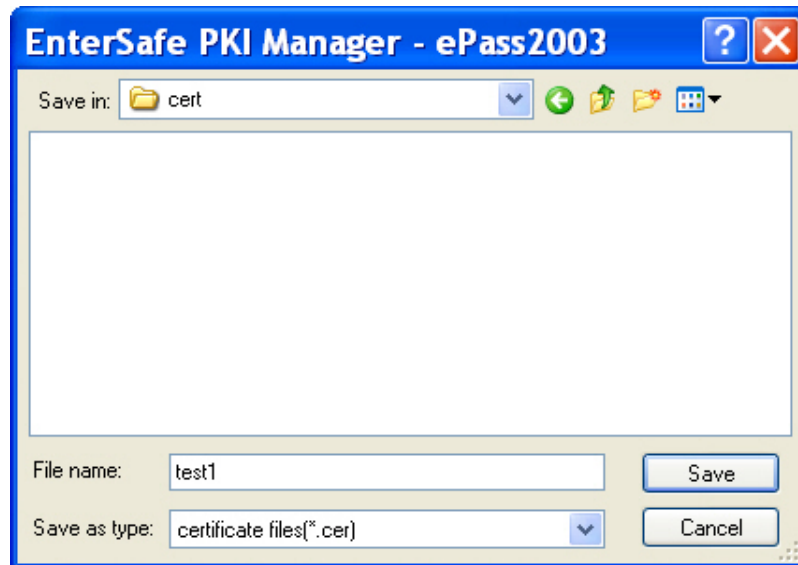 EnterSafe PKI Manager - ePass2003
Save in: cert
File name: test1 Save
Save as type: certificate files(*.cer) Cancel